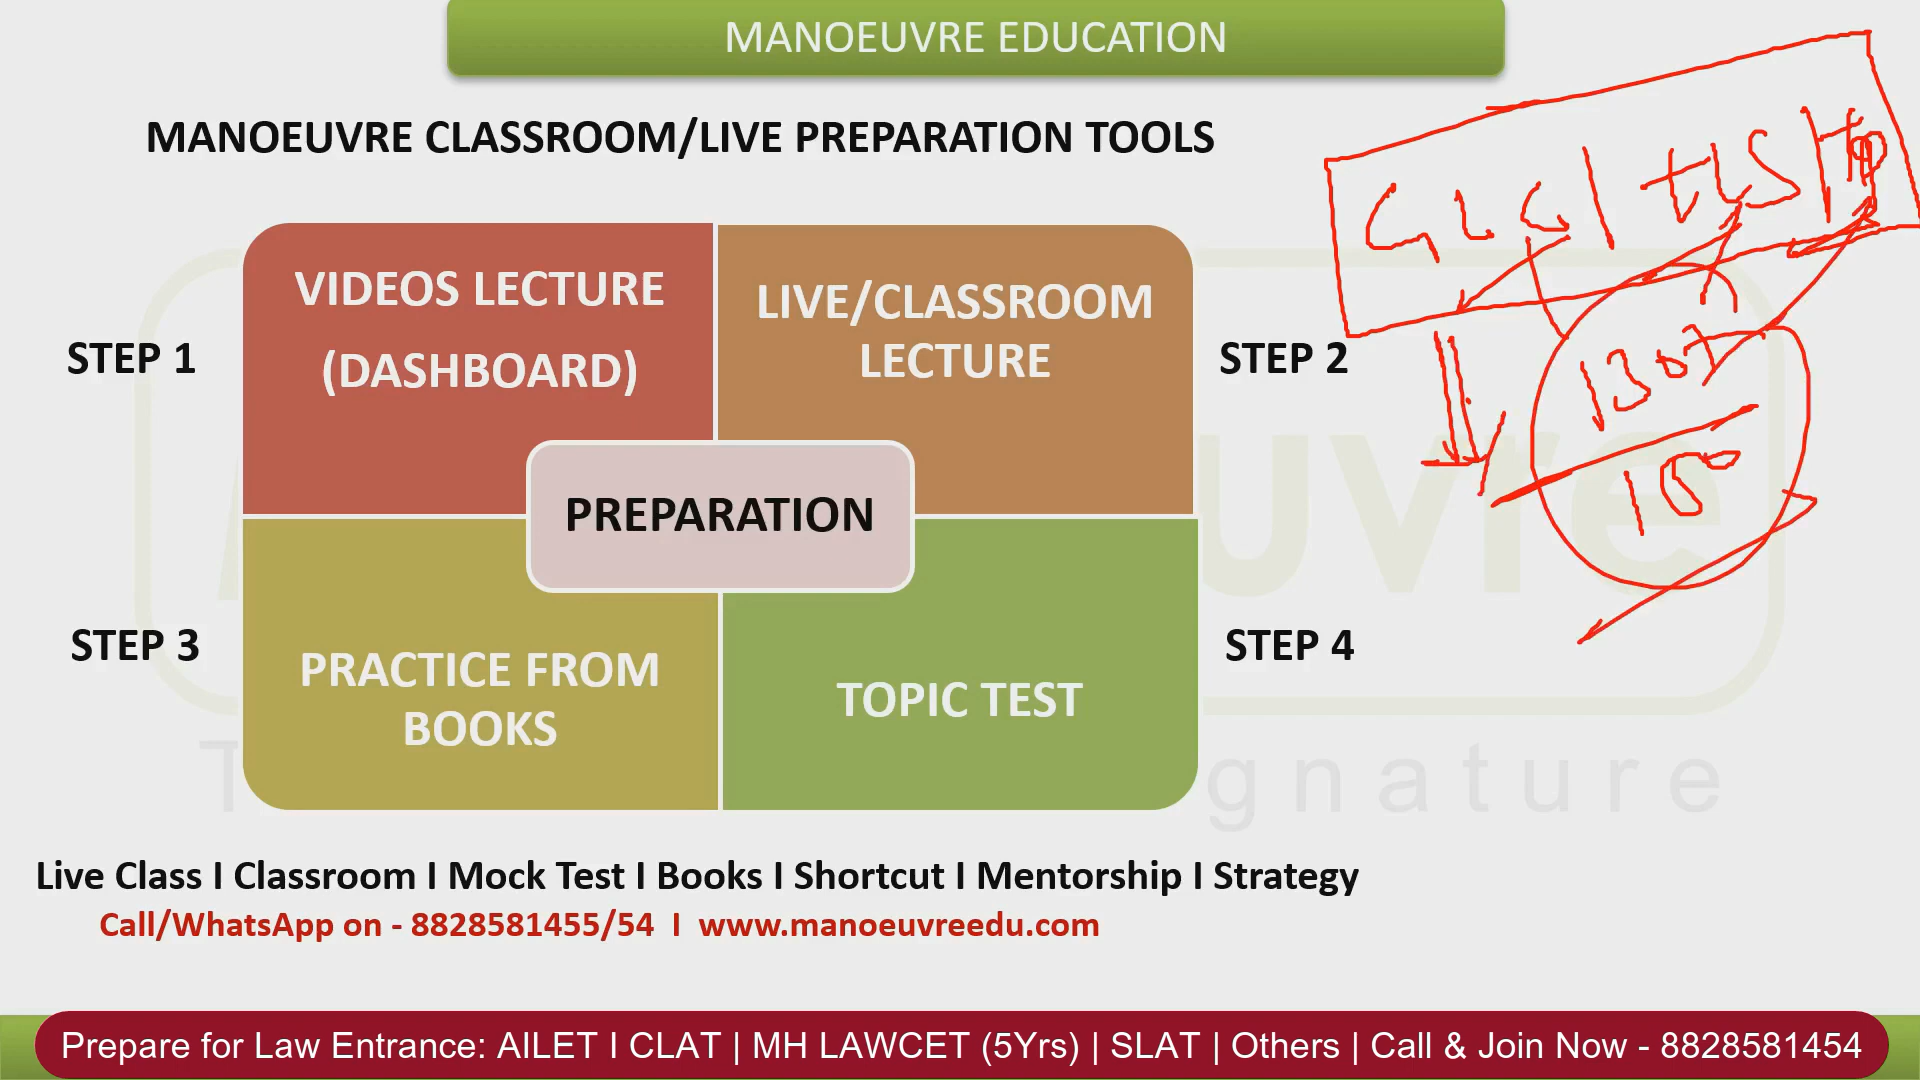 MANOEUVRE EDUCATION
MANOEUVRE CLASSROOM/LIVE PREPARATION TOOLS
STEP 1
VIDEOS LECTURE
(DASHBOARD)
LIVE/CLASSROOM
LECTURE
STEP 2
PREPARATION
STEP 3
PRACTICE FROM
BOOKS
TOPIC TEST
STEP 4
Live Class I Classroom I Mock Test I Books I Shortcut I Mentorship I Strategy
Call/WhatsApp on - 8828581455/54 I www.manoeuvreedu.com
Prepare for Law Entrance: AILET I CLAT | MH LAWCET (5Yrs) | SLAT | Others | Call & Join Now - 8828581454